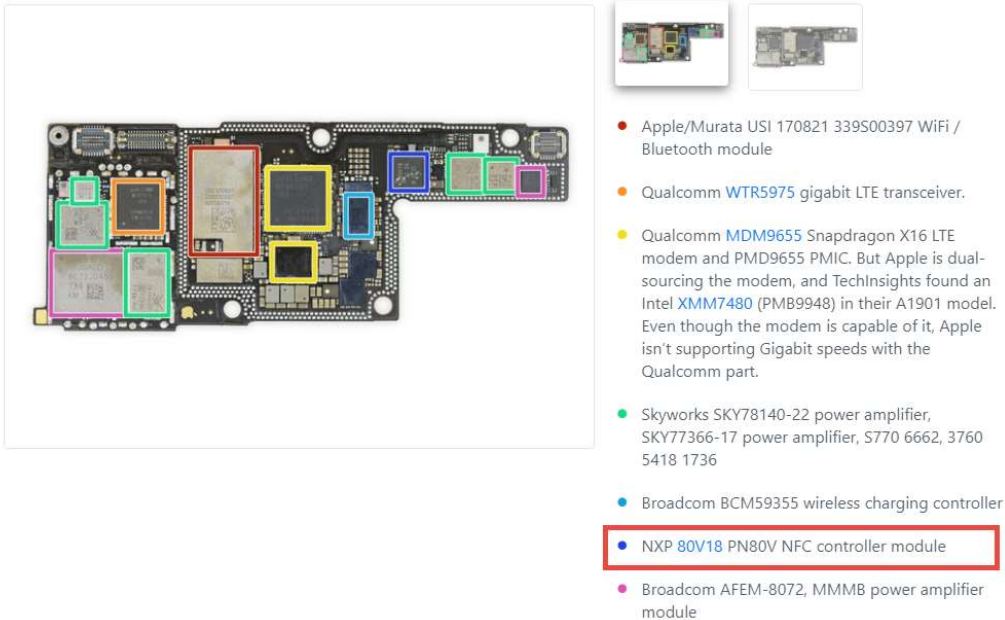 Apple/Murata USI 170821 339S00397 WiFi /
Bluetooth module
Qualcomm WTR5975 gigabit LTE transceiver.
Qualcomm MDM9655 Snapdragon X16 LTE
modem and PMD9655 PMIC. But Apple is dual-
sourcing the modem, and TechInsights found an
Intel XMM7480 (PMB9948) in their A1901 model.
Even though the modem is capable of it, Apple
isn't supporting Gigabit speeds with the
Qualcomm part.
Skyworks SKY78140-22 power amplifier,
SKY77366-17 power amplifier, S770 6662, 3760
5418 1736
Broadcom BCM59355 wireless charging controller
NXP 80V18 PN80V NFC controller module
Broadcom AFEM-8072, MMMB power amplifier
module